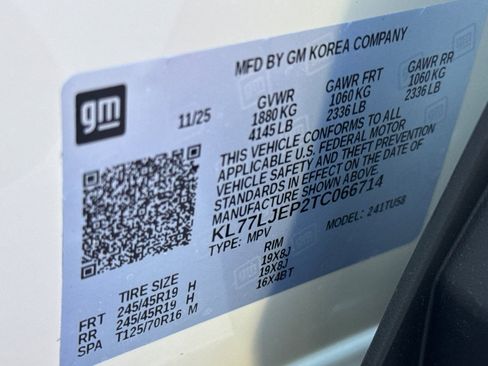 MFD BY GM KOREA COMPANY
gm
11/25
GVWR
1880 KG
4145 LB
GAWR FRT
1060 KG
2336 LB
GAWR RR
1060 KG
2336 LB
THIS VEHICLE CONFORMS TO ALL
APPLICABLE U.S. FEDERAL MOTOR
VEHICLE SAFETY AND THEFT PREVENTION
STANDARDS IN EFFECT ON THE DATE OF
MANUFACTURE SHOWN ABOVE.
KL77LJEP2TC066714
TYPE: MPV
MODEL: 241TU58
TIRE SIZE
RIM
FRT 245/45R19 H 19X8J
RR 245/45R19 H 19X8J
SPA T125/70R16 M 16X4BT